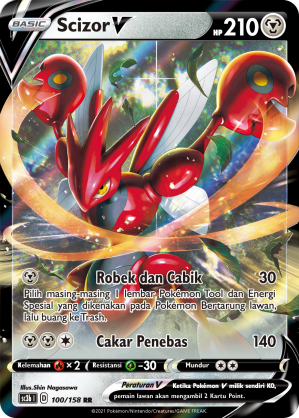 BASIC Scizor V HP 210
Robek dan Cabik 30
Pilih masing-masing 1 lembar Pokémon Tool dan Energi
Spesial yang dikenakan pada Pokémon Bertarung lawan,
lalu buang ke Trash.
Cakar Penebas 140
Kelemahan ×2 Resistansi -30 Mundur
Illus. Shin Nagasawa
Peraturan V Ketika Pokémon V milik sendiri KO,
pemain lawan akan mengambil 2 Kartu Point.
sc3b I D 100/158 RR
©2021 Pokémon/Nintendo/Creatures/GAME FREAK.